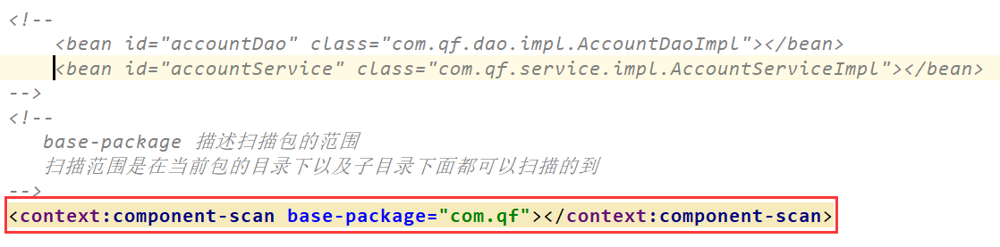 <!--
<bean id="accountDao" class="com.qf.dao.impl.AccountDaoImpl"></bean>
<bean id="accountService" class="com.qf.service.impl.AccountServiceImpl"></bean>
-->
<!--
base-package 描述扫描包的范围
扫描范围是在当前包的目录下以及子目录下面都可以扫描的到
-->
<context:component-scan base-package="com.qf"></context:component-scan>